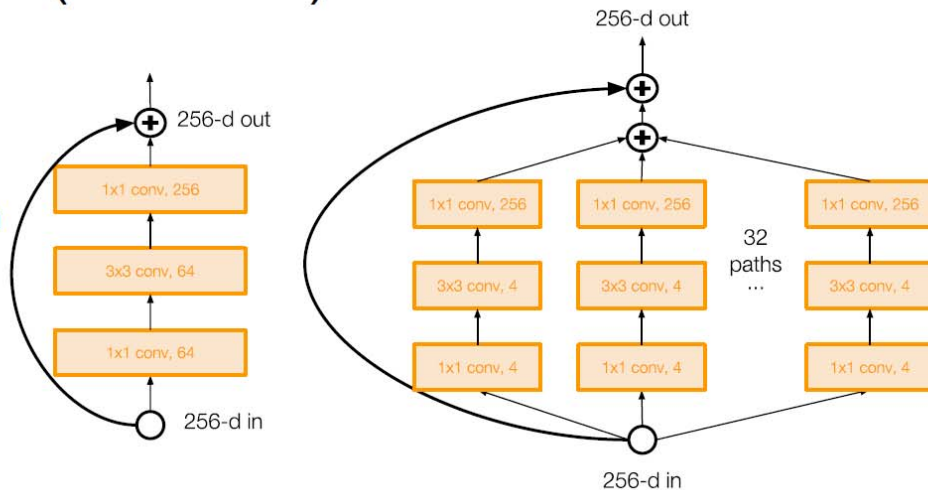 256-d out
1x1 conv, 256
3x3 conv, 64
1x1 conv, 64
256-d in
256-d out
1x1 conv, 256
1x1 conv, 256
1x1 conv, 256
32
paths
...
3x3 conv, 4
3x3 conv, 4
3x3 conv, 4
1x1 conv, 4
1x1 conv, 4
1x1 conv, 4
256-d in